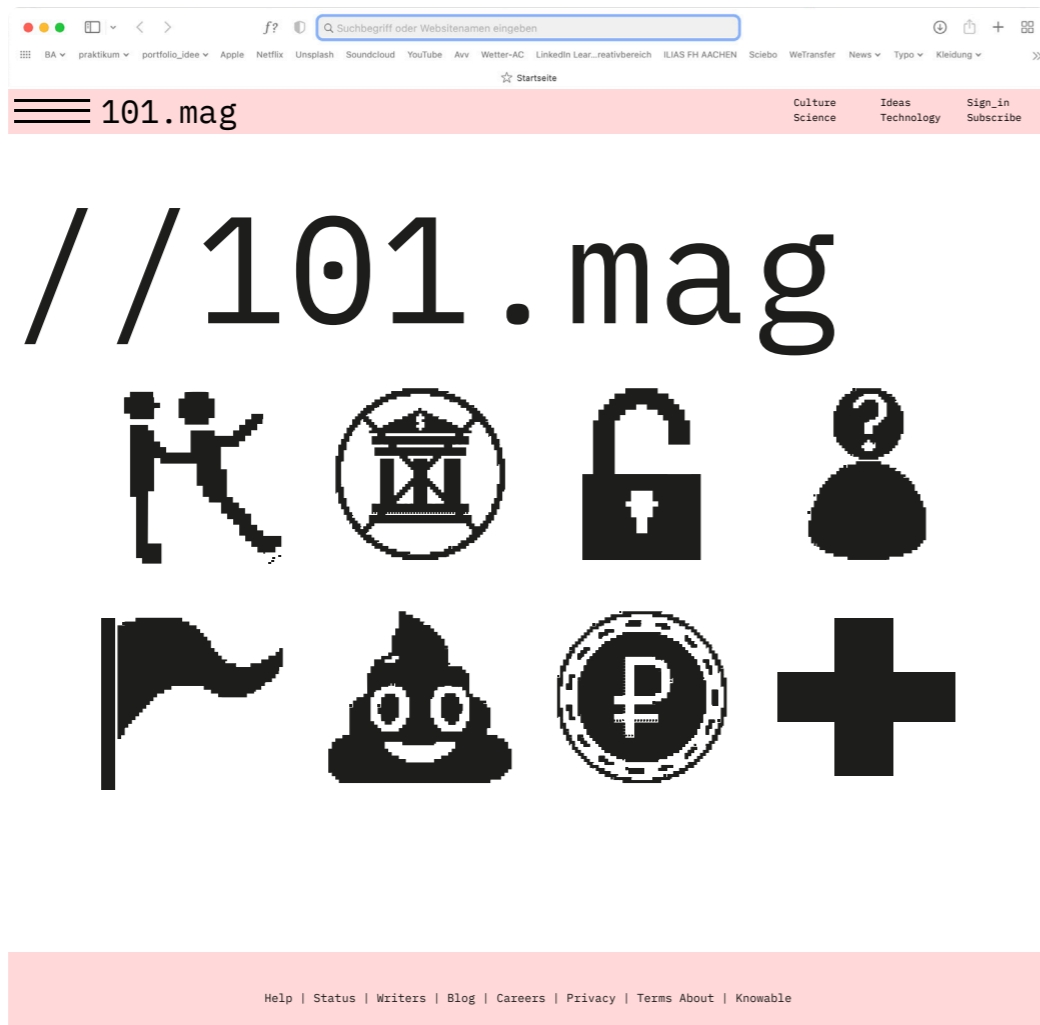 f?
Suchbegriff oder Websitenamen eingeben
BA praktikum portfolio_idee Apple Netflix Unsplash Soundcloud YouTube Avv Wetter-AC LinkedIn Lear...reativbereich ILIAS FH AACHEN Sciebo WeTransfer News Typo Kleidung
Startseite
101.mag
Culture Ideas Sign_in
Science Technology Subscribe
//101.mag
?
₽
Help | Status | Writers | Blog | Careers | Privacy | Terms About | Knowable